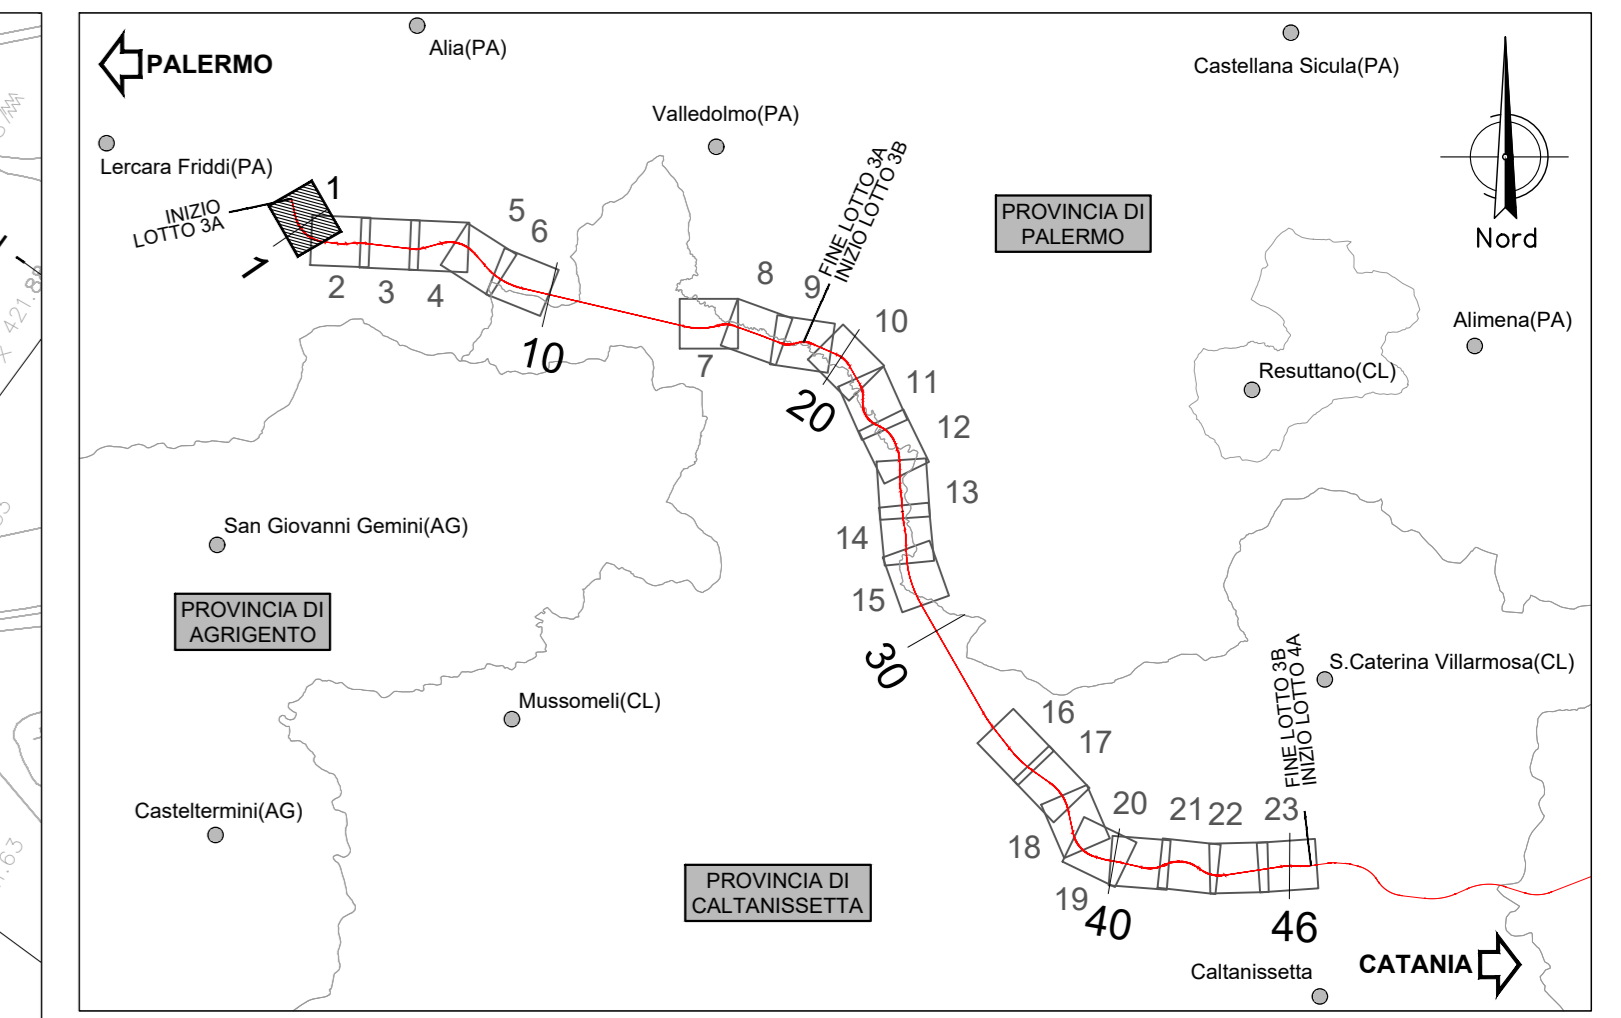 PALERMO
Alia(PA)
Castellana Sicula(PA)
Valledolmo(PA)
Lercara Friddi(PA)
Nord
INIZIO
LOTTO 3A
1
1
2
3
4
5
6
10
7
8
9
FINE LOTTO 3A
INIZIO LOTTO 3B
PROVINCIA DI
PALERMO
10
20
11
12
Alimena(PA)
Resuttano(CL)
13
14
15
San Giovanni Gemini(AG)
PROVINCIA DI
AGRIGENTO
30
Mussomeli(CL)
16
17
S.Caterina Villarmosa(CL)
FINE LOTTO 3B
INIZIO LOTTO 4A
Casteltermini(AG)
18
19
20
21
22
23
40
46
PROVINCIA DI
CALTANISSETTA
Caltanissetta
CATANIA